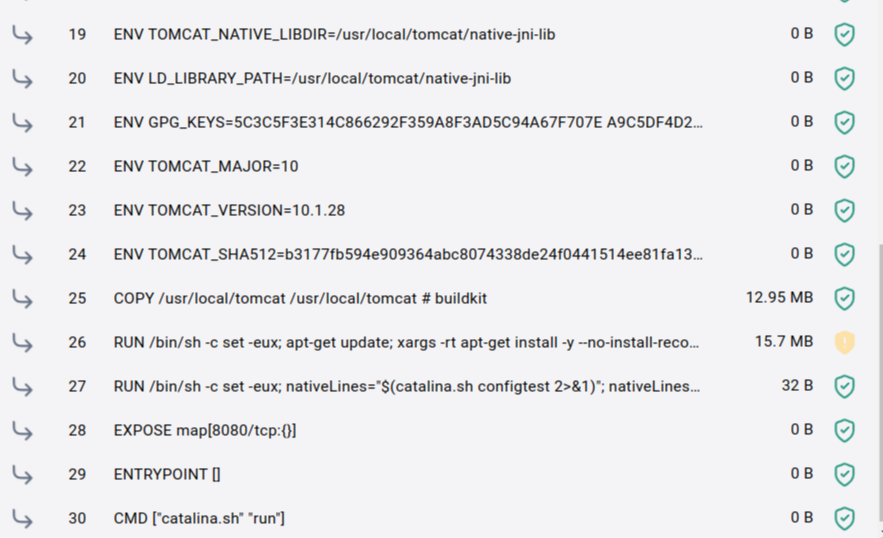 19 ENV TOMCAT_NATIVE_LIBDIR=/usr/local/tomcat/native-jni-lib 0 B
20 ENV LD_LIBRARY_PATH=/usr/local/tomcat/native-jni-lib 0 B
21 ENV GPG_KEYS=5C3C5F3E314C866292F359A8F3AD5C94A67F707E A9C5DF4D2… 0 B
22 ENV TOMCAT_MAJOR=10 0 B
23 ENV TOMCAT_VERSION=10.1.28 0 B
24 ENV TOMCAT_SHA512=b3177fb594e909364abc8074338de24f0441514ee81fa13… 0 B
25 COPY /usr/local/tomcat /usr/local/tomcat # buildkit 12.95 MB
26 RUN /bin/sh -c set -eux; apt-get update; xargs -rt apt-get install -y --no-install-reco… 15.7 MB
27 RUN /bin/sh -c set -eux; nativeLines="$(catalina.sh configtest 2>&1)"; nativeLines… 32 B
28 EXPOSE map[8080/tcp:{}] 0 B
29 ENTRYPOINT [] 0 B
30 CMD ["catalina.sh" "run"] 0 B